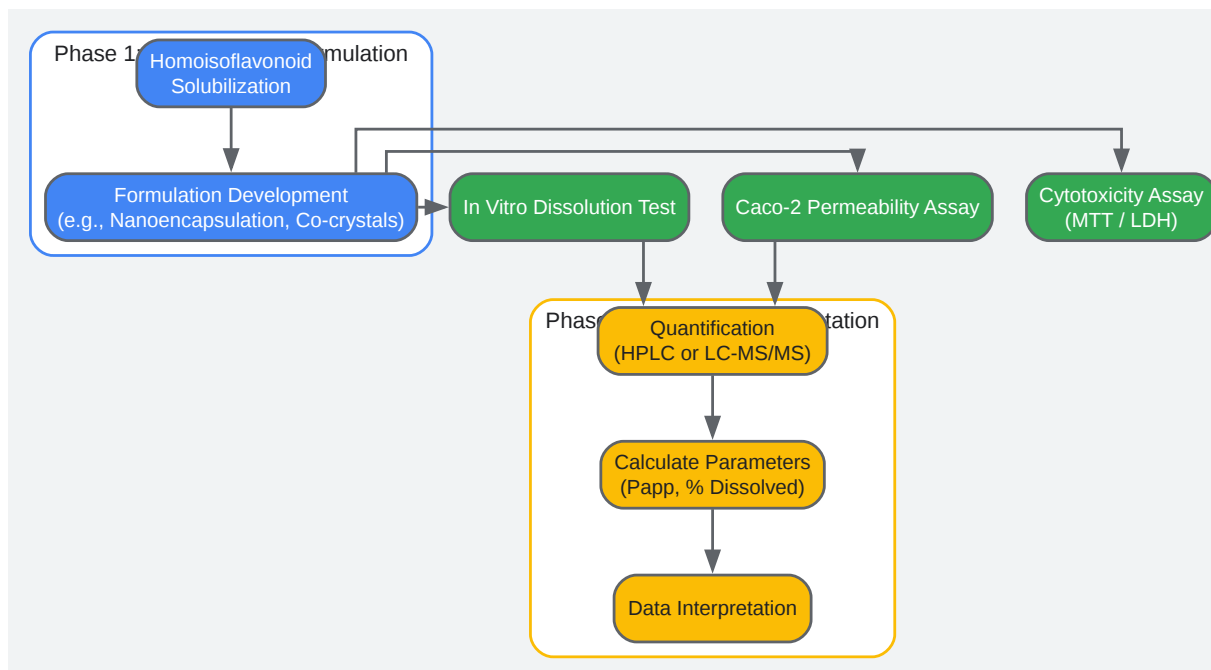 Phase 1: mulation
Homoisoflavonoid
Solubilization
Formulation Development
(e.g., Nanoencapsulation, Co-crystals)
In Vitro Dissolution Test
Caco-2 Permeability Assay
Cytotoxicity Assay
(MTT / LDH)
Phase tation
Quantification
(HPLC or LC-MS/MS)
Calculate Parameters
(Papp, % Dissolved)
Data Interpretation